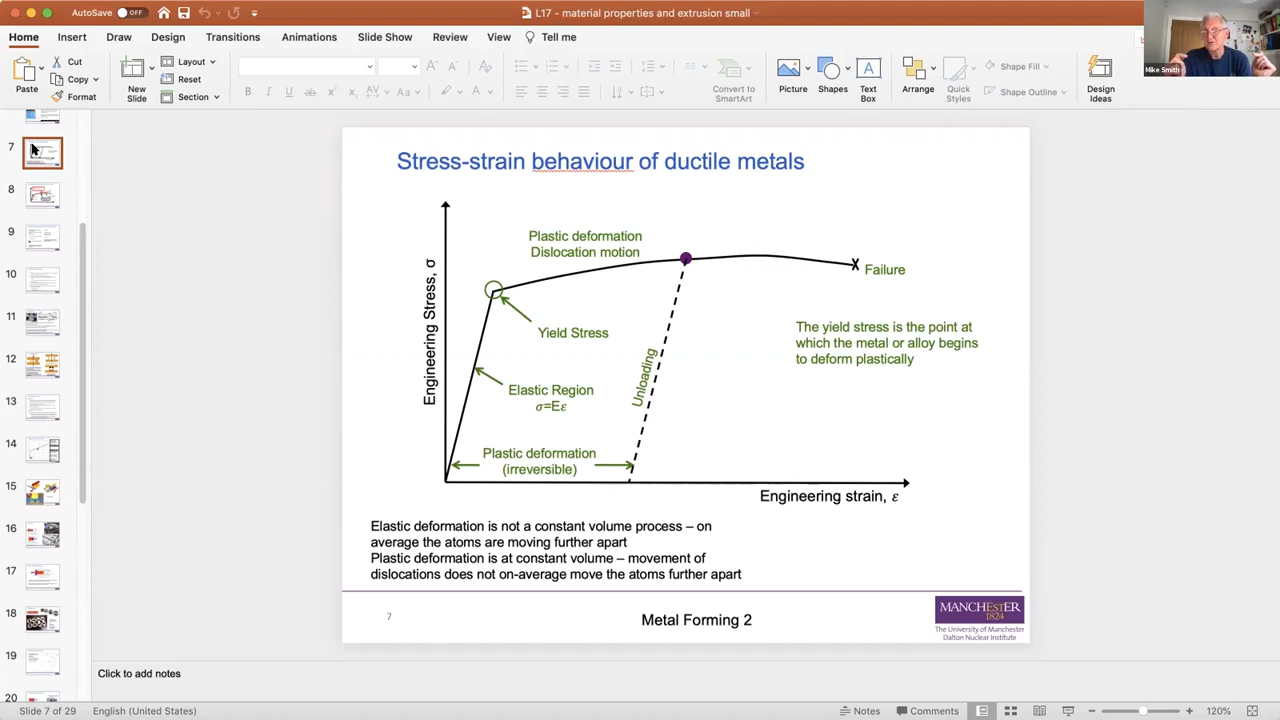 AutoSave OFF
L17 - material properties and extrusion small
Home Insert Draw Design Transitions Animations Slide Show Review View Tell me
Paste
Cut
Copy
Format
New
Slide
Layout
Reset
Section
Convert to
SmartArt
Picture
Shapes
Text
Box
Arrange
Quick
Styles
Shape Fill
Shape Outline
Design
Ideas
Mike Smith
7
8
9
10
11
12
13
14
15
16
17
18
19
20
Stress-strain behaviour of ductile metals
Engineering Stress, σ
Plastic deformation
Dislocation motion
Failure
Yield Stress
The yield stress is the point at
which the metal or alloy begins
to deform plastically
Elastic Region
σ=Eε
Unloading
Plastic deformation
(irreversible)
Engineering strain, ε
Elastic deformation is not a constant volume process – on
average the atoms are moving further apart
Plastic deformation is at constant volume – movement of
dislocations does not on-average move the atoms further apart
7
Metal Forming 2
MANCHESTER
1824
The University of Manchester
Dalton Nuclear Institute
Click to add notes
Slide 7 of 29 English (United States) Notes Comments 120%